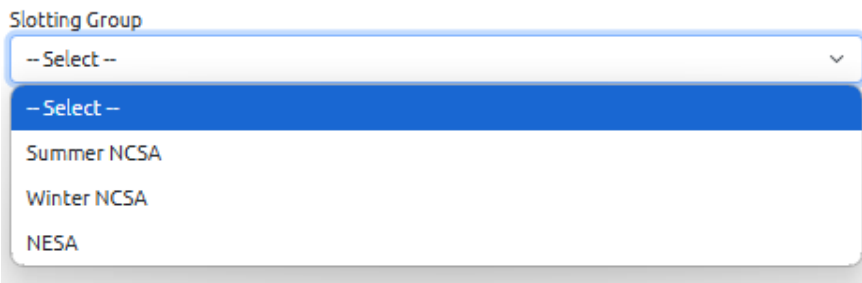 Slotting Group
-- Select --
-- Select --
Summer NCSA
Winter NCSA
NESA